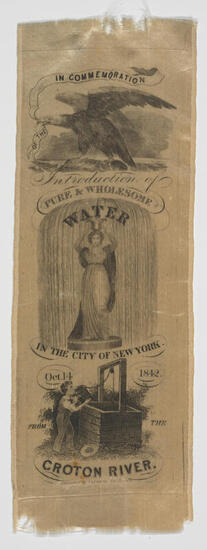 IN COMMEMORATION
OF THE
Introduction of
PURE & WHOLESOME
WATER
IN THE CITY OF NEW YORK.
Oct. 14 1842.
FROM THE
CROTON RIVER.